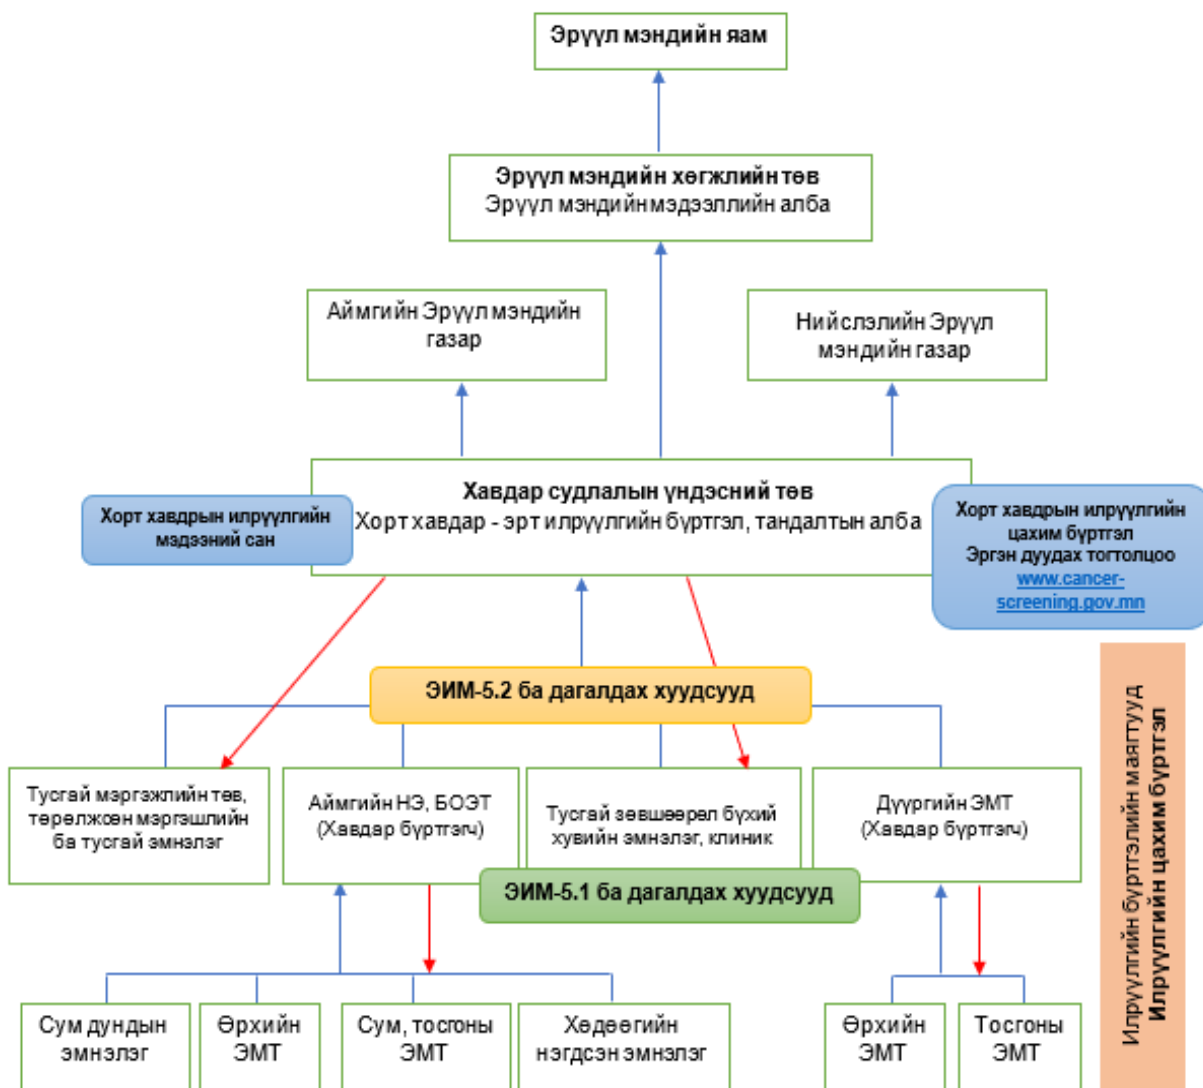 Эрүүл мэндийн яам
Эрүүл мэндийн хөгжлийн төв
Эрүүл мэндийн мэдээллийн алба
Аймгийн Эрүүл мэндийн
газар
Нийслэлийн Эрүүл
мэндийн газар
Хавдар судлалын үндэсний төв
Хорт хавдар - эрт илрүүлгийн бүртгэл, тандалтын алба
Хорт хавдрын илрүүлгийн
мэдээний сан
Хорт хавдрын илрүүлгийн
цахим бүртгэл
Эргэн дуудах тогтолцоо
www.cancer-
screening.gov.mn
ЭИМ-5.2 ба дагалдах хуудсууд
Тусгай мэргэжлийн төв,
төрөлжсөн мэргэшлийн
ба тусгай эмнэлэг
Аймгийн НЭ, БОЭТ
(Хавдар бүртгэгч)
Тусгай зөвшөөрөл бүхий
хувийн эмнэлэг, клиник
Дүүргийн ЭМТ
(Хавдар бүртгэгч)
ЭИМ-5.1 ба дагалдах хуудсууд
Сум дундын
эмнэлэг
Өрхийн
ЭМТ
Сум, тосгоны
ЭМТ
Хөдөөгийн
нэгдсэн эмнэлэг
Өрхийн
ЭМТ
Тосгоны
ЭМТ
Илрүүлгийн бүртгэлийн маягтууд
Илрүүлгийн цахим бүртгэл